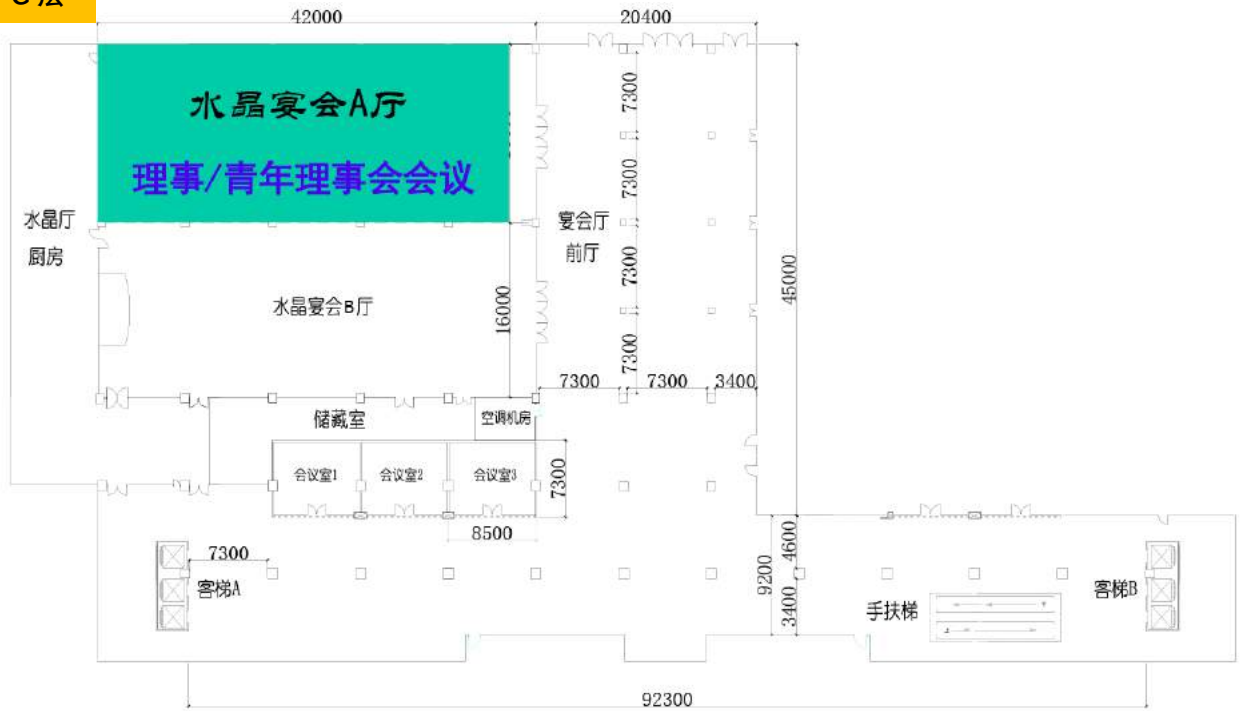 42000
20400
水晶宴会A厅
理事/青年理事会会议
7300
7300
水晶厅
厨房
宴会厅
前厅
7300
45000
水晶宴会B厅
16000
7300
7300
7300
3400
储藏室
空调机房
会议室1
会议室2
会议室3
7300
8500
7300
9200
4600
3400
客梯A
手扶梯
客梯B
92300